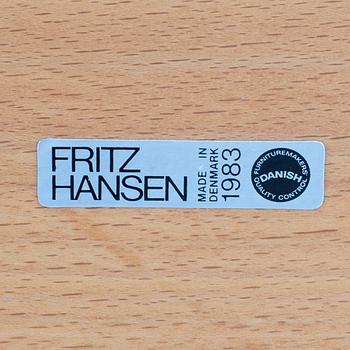 FRITZ
HANSEN
MADE IN
DENMARK
1983
FURNITUREMAKERS'
DANISH
QUALITY CONTROL